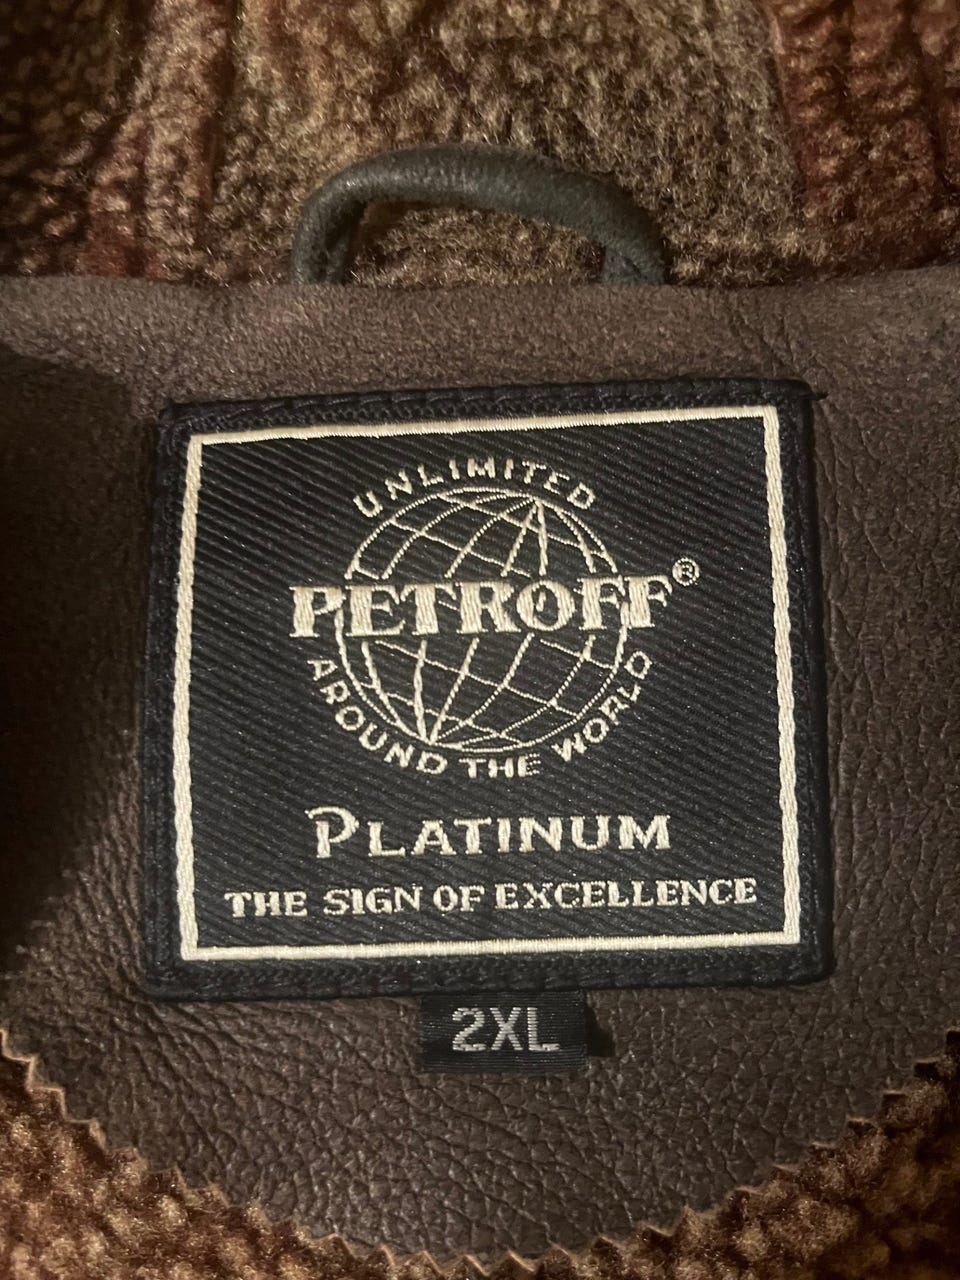 UNLIMITED
PETROFF®
AROUND THE WORLD
PLATINUM
THE SIGN OF EXCELLENCE
2XL